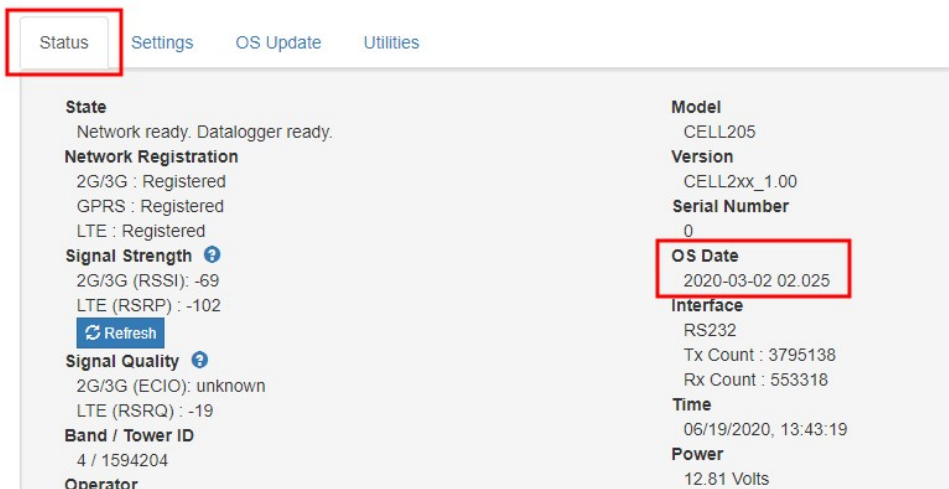 Status Settings OS Update Utilities
State
Network ready. Datalogger ready.
Network Registration
2G/3G : Registered
GPRS : Registered
LTE : Registered
Signal Strength
2G/3G (RSSI): -69
LTE (RSRP) : -102
Refresh
Signal Quality
2G/3G (ECIO): unknown
LTE (RSRQ) : -19
Band / Tower ID
4 / 1594204
Operator
Model
CELL205
Version
CELL2xx_1.00
Serial Number
0
OS Date
2020-03-02 02.025
Interface
RS232
Tx Count : 3795138
Rx Count : 553318
Time
06/19/2020, 13:43:19
Power
12.81 Volts